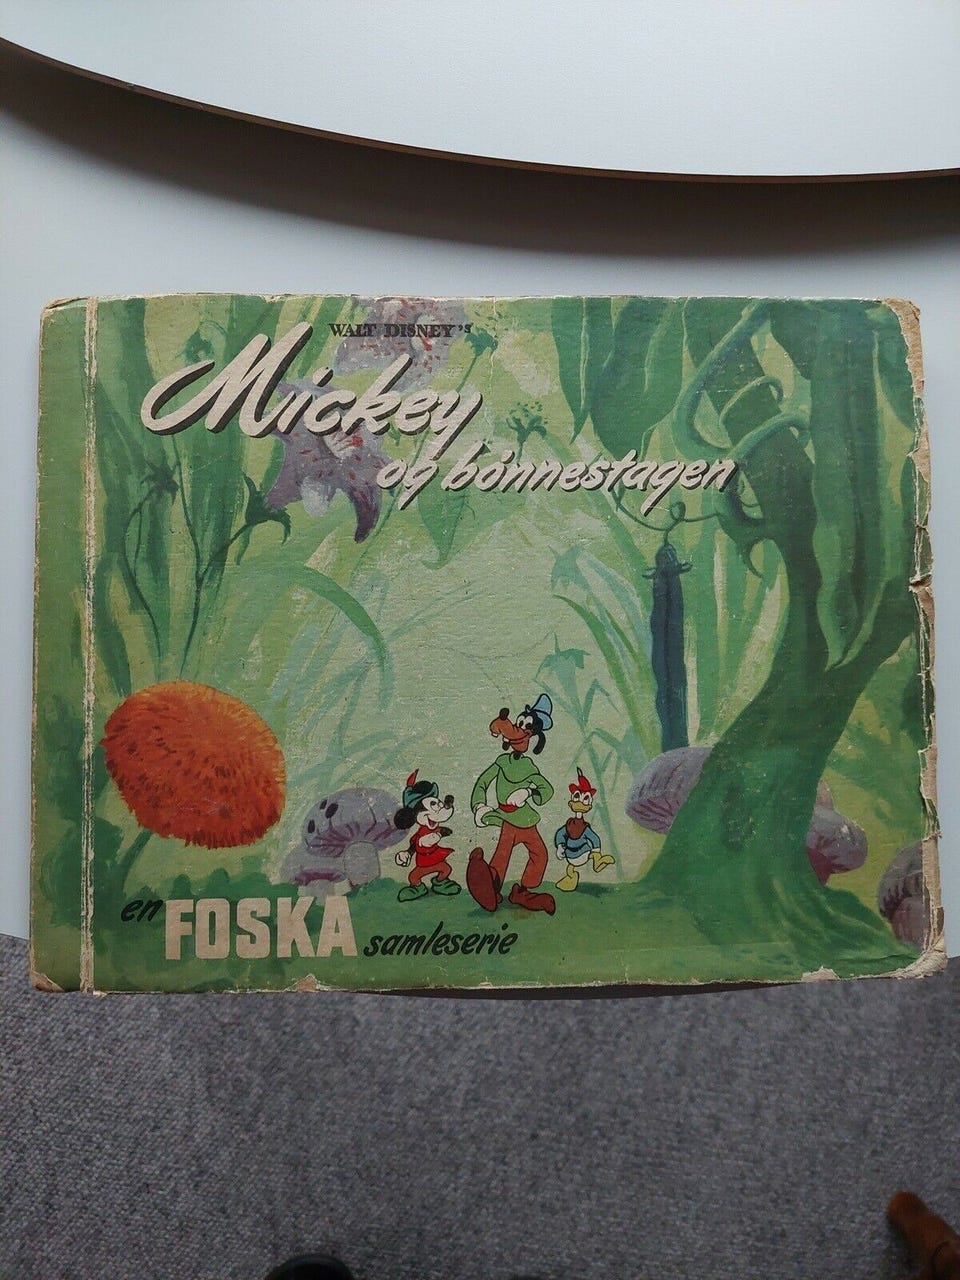 WALT DISNEY's
Mickey
og bønnestagen
en FOSKA samleserie